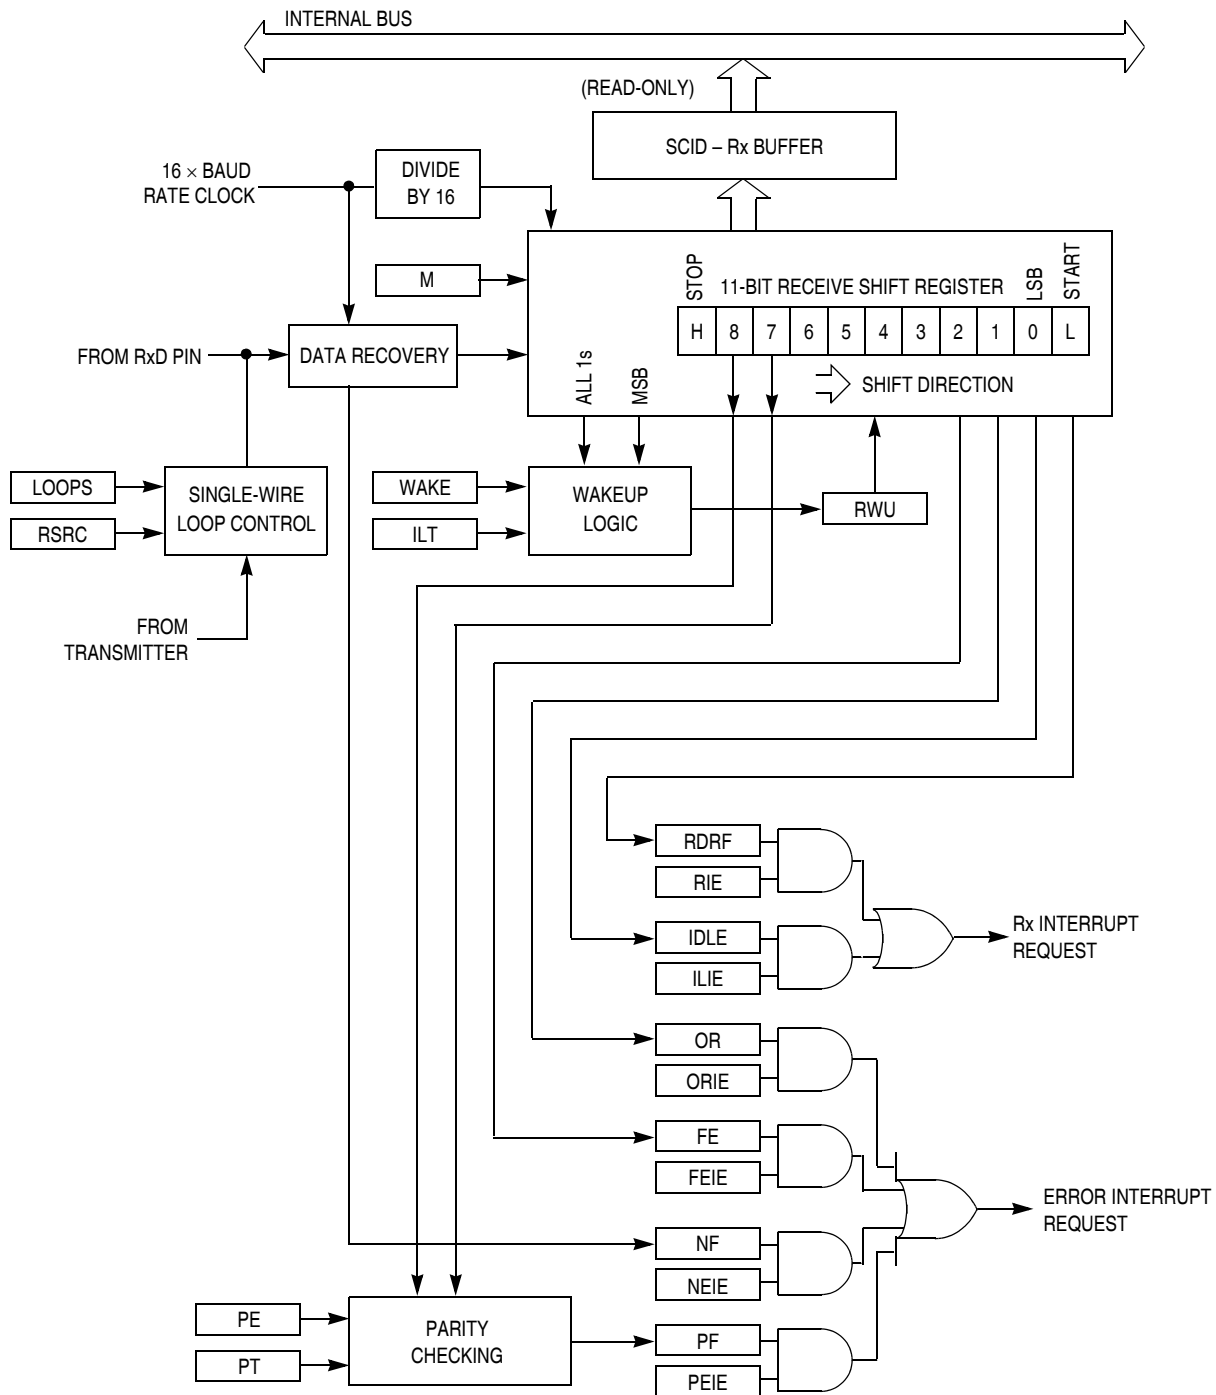 INTERNAL BUS
(READ-ONLY)
SCID – Rx BUFFER
16 × BAUD
RATE CLOCK
DIVIDE
BY 16
M
STOP
11-BIT RECEIVE SHIFT REGISTER
LSB
START
H 8 7 6 5 4 3 2 1 0 L
FROM RxD PIN
DATA RECOVERY
ALL 1s
MSB
SHIFT DIRECTION
LOOPS
RSRC
SINGLE-WIRE
LOOP CONTROL
WAKE
ILT
WAKEUP
LOGIC
RWU
FROM
TRANSMITTER
RDRF
RIE
IDLE
ILIE
Rx INTERRUPT
REQUEST
OR
ORIE
FE
FEIE
ERROR INTERRUPT
REQUEST
NF
NEIE
PE
PT
PARITY
CHECKING
PF
PEIE